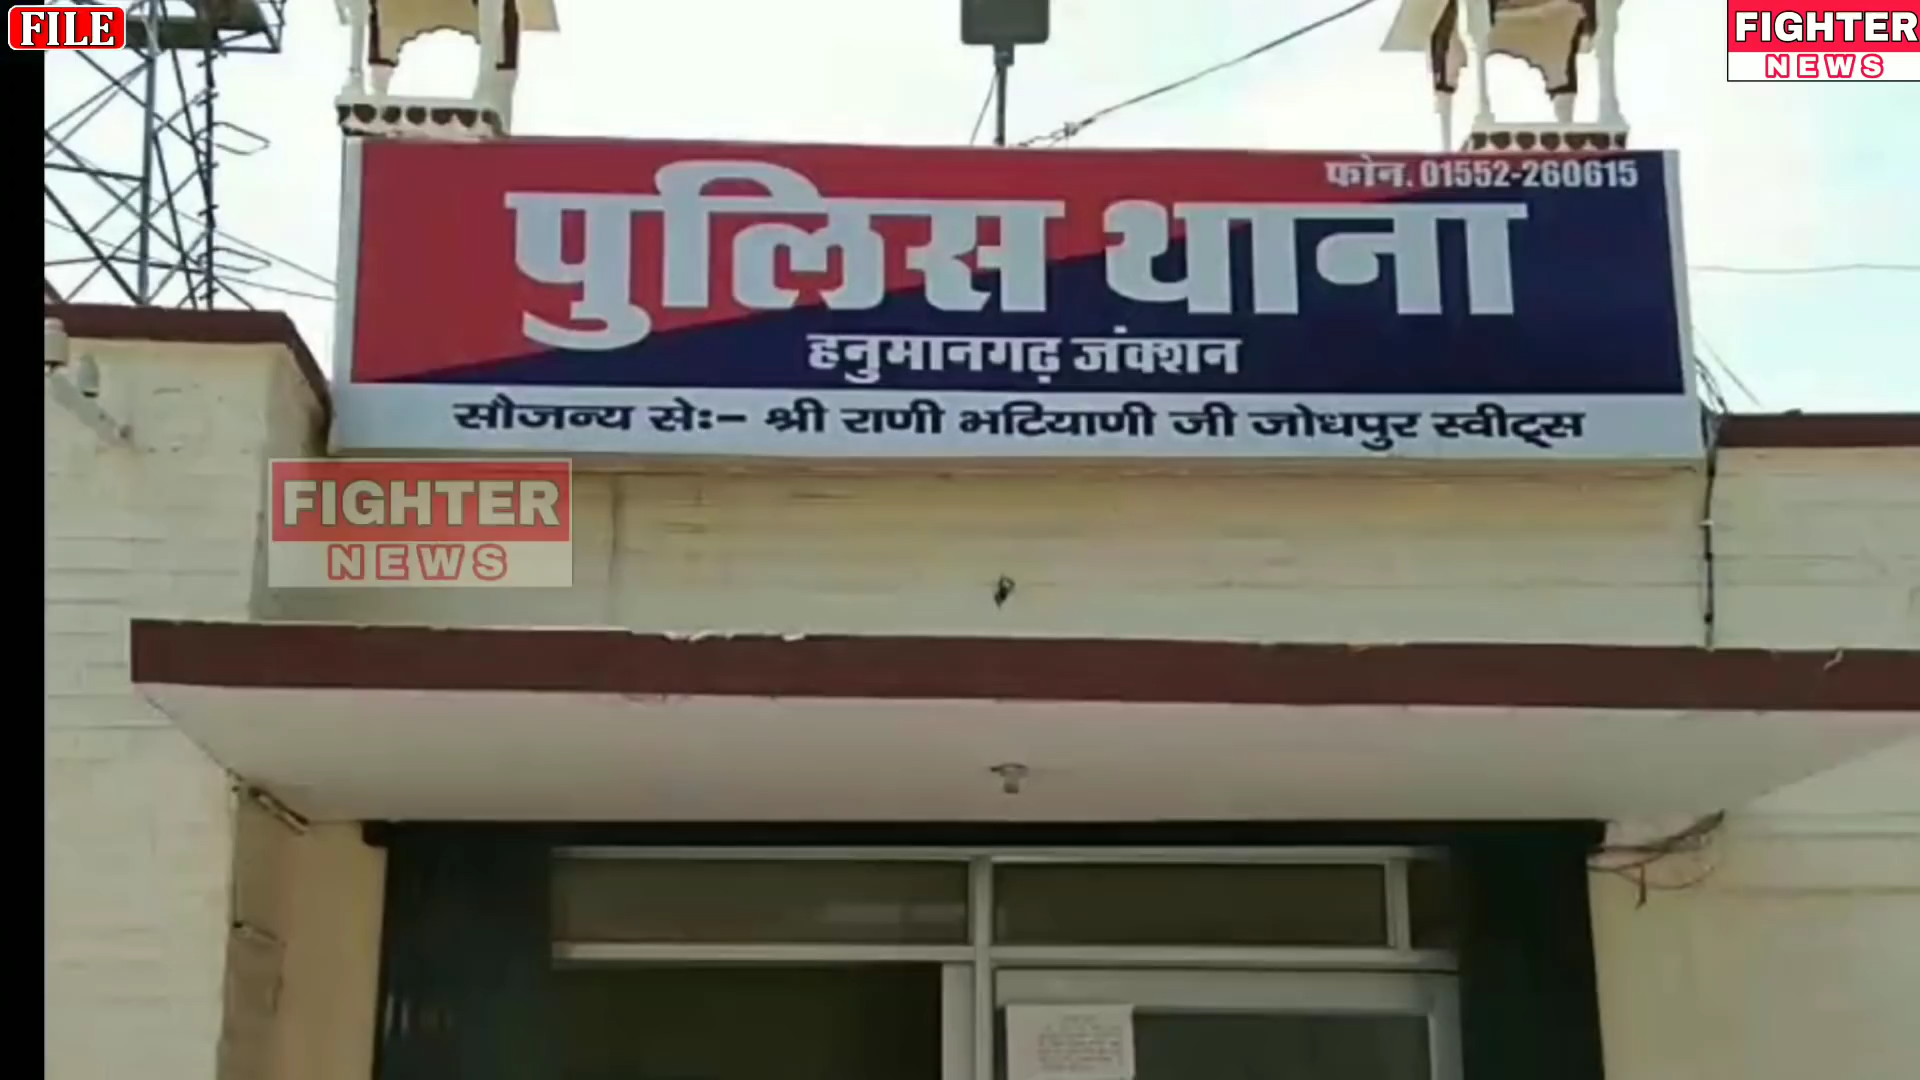 FILE
FIGHTER
NEWS
फोन. 01552-260615
पुलिस थाना
हनुमानगढ़ जंक्शन
सौजन्य से:- श्री राणी भटियाणी जी जोधपुर स्वीट्स
FIGHTER
NEWS